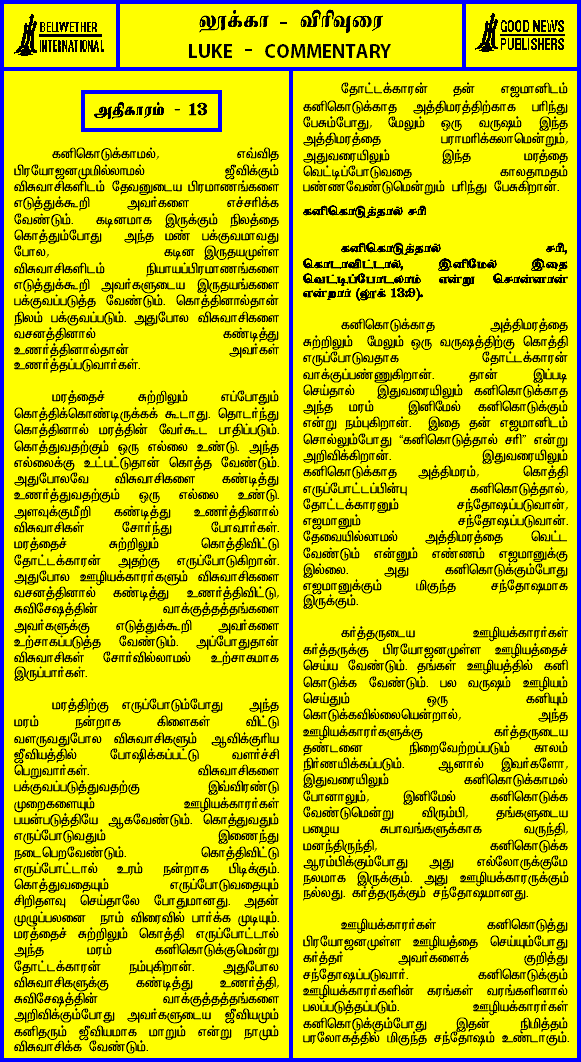 BELLWETHER
INTERNATIONAL
லூக்கா - விரிவுரை
LUKE - COMMENTARY
GOOD NEWS
PUBLISHERS
அதிகாரம் - 13
கனிகொடுக்காமல், எவ்வித
பிரயோஜனமுமில்லாமல் ஜீவிக்கும்
விசுவாசிகளிடம் தேவனுடைய பிரமாணங்களை
எடுத்துக்கூறி அவர்களை எச்சரிக்க
வேண்டும். கடினமாக இருக்கும் நிலத்தை
கொத்தும்போது அந்த மண் பக்குவமாவது
போல, கடின இருதயமுள்ள
விசுவாசிகளிடம் நியாயப்பிரமாணங்களை
எடுத்துக்கூறி அவர்களுடைய இருதயங்களை
பக்குவப்படுத்த வேண்டும். கொத்தினால்தான்
நிலம் பக்குவப்படும். அதுபோல விசுவாசிகளை
வசனத்தினால் கண்டித்து
உணர்த்தினால்தான் அவர்கள்
உணர்த்தப்படுவார்கள்.
மரத்தைச் சுற்றிலும் எப்போதும்
கொத்திக்கொண்டிருக்கக் கூடாது. தொடர்ந்து
கொத்தினால் மரத்தின் வேர்கூட பாதிப்படும்.
கொத்துவதற்கும் ஒரு எல்லை உண்டு. அந்த
எல்லைக்கு உட்பட்டுதான் கொத்த வேண்டும்.
அதுபோலவே விசுவாசிகளை கண்டித்து
உணர்த்துவதற்கும் ஒரு எல்லை உண்டு.
அளவுக்குமீறி கண்டித்து உணர்த்தினால்
விசுவாசிகள் சோர்ந்து போவார்கள்.
மரத்தைச் சுற்றிலும் கொத்திவிட்டு
தோட்டக்காரன் அதற்கு எருப்போடுகிறான்.
அதுபோல ஊழியக்காரர்களும் விசுவாசிகளை
வசனத்தினால் கண்டித்து உணர்த்திவிட்டு,
சுவிசேஷத்தின் வாக்குத்தத்தங்களை
அவர்களுக்கு எடுத்துக்கூறி அவர்களை
உற்சாகப்படுத்த வேண்டும். அப்போதுதான்
விசுவாசிகள் சோர்வில்லாமல் உற்சாகமாக
இருப்பார்கள்.
மரத்திற்கு எருப்போடும்போது அந்த
மரம் நன்றாக கிளைகள் விட்டு
வளருவதுபோல விசுவாசிகளும் ஆவிக்குரிய
ஜீவியத்தில் போஷிக்கப்பட்டு வளர்ச்சி
பெறுவார்கள். விசுவாசிகளை
பக்குவப்படுத்துவதற்கு இவ்விரண்டு
முறைகளையும் ஊழியக்காரர்கள்
பயன்படுத்தியே ஆகவேண்டும். கொத்துவதும்
எருப்போடுவதும் இணைந்து
நடைபெறவேண்டும். கொத்திவிட்டு
எருப்போட்டால் உரம் நன்றாக பிடிக்கும்.
கொத்துவதையும் எருப்போடுவதையும்
சிறிதளவு செய்தாலே போதுமானது. அதன்
முழுப்பலனை நாம் விரைவில் பார்க்க முடியும்.
மரத்தைச் சுற்றிலும் கொத்தி எருப்போட்டால்
அந்த மரம் கனிகொடுக்குமென்று
தோட்டக்காரன் நம்புகிறான். அதுபோல
விசுவாசிகளுக்கு கண்டித்து உணர்த்தி,
சுவிசேஷத்தின் வாக்குத்தத்தங்களை
அறிவிக்கும்போது அவர்களுடைய ஜீவியமும்
கனிதரும் ஜீவியமாக மாறும் என்று நாமும்
விசுவாசிக்க வேண்டும்.
தோட்டக்காரன் தன் எஜமானிடம்
கனிகொடுக்காத அத்திமரத்திற்காக பரிந்து
பேசும்போது, மேலும் ஒரு வருஷம் இந்த
அத்திமரத்தை பராமரிக்கலாமென்றும்,
அதுவரையிலும் இந்த மரத்தை
வெட்டிப்போடுவதை காலதாமதம்
பண்ணவேண்டுமென்றும் பரிந்து பேசுகிறான்.
கனிகொடுத்தால் சரி
கனிகொடுத்தால் சரி,
கொடாவிட்டால், இனிமேல் இதை
வெட்டிப்போடலாம் என்று சொன்னான்
என்றார் (லூக் 13:9).
கனிகொடுக்காத அத்திமரத்தை
சுற்றிலும் மேலும் ஒரு வருஷத்திற்கு கொத்தி
எருப்போடுவதாக தோட்டக்காரன்
வாக்குப்பண்ணுகிறான். தான் இப்படி
செய்தால் இதுவரையிலும் கனிகொடுக்காத
அந்த மரம் இனிமேல் கனிகொடுக்கும்
என்று நம்புகிறான். இதை தன் எஜமானிடம்
சொல்லும்போது “கனிகொடுத்தால் சரி” என்று
அறிவிக்கிறான். இதுவரையிலும்
கனிகொடுக்காத அத்திமரம், கொத்தி
எருப்போட்டப்பின்பு கனிகொடுத்தால்,
தோட்டக்காரனும் சந்தோஷப்படுவான்,
எஜமானும் சந்தோஷப்படுவான்.
தேவையில்லாமல் அத்திமரத்தை வெட்ட
வேண்டும் என்னும் எண்ணம் எஜமானுக்கு
இல்லை. அது கனிகொடுக்கும்போது
எஜமானுக்கும் மிகுந்த சந்தோஷமாக
இருக்கும்.
கர்த்தருடைய ஊழியக்காரர்கள்
கர்த்தருக்கு பிரயோஜனமுள்ள ஊழியத்தைச்
செய்ய வேண்டும். தங்கள் ஊழியத்தில் கனி
கொடுக்க வேண்டும். பல வருஷம் ஊழியம்
செய்தும் ஒரு கனியும்
கொடுக்கவில்லையென்றால், அந்த
ஊழியக்காரர்களுக்கு கர்த்தருடைய
தண்டனை நிறைவேற்றப்படும் காலம்
நிர்ணயிக்கப்படும். ஆனால் இவர்களோ,
இதுவரையிலும் கனிகொடுக்காமல்
போனாலும், இனிமேல் கனிகொடுக்க
வேண்டுமென்று விரும்பி, தங்களுடைய
பழைய சுபாவங்களுக்காக வருந்தி,
மனந்திருந்தி, கனிகொடுக்க
ஆரம்பிக்கும்போது அது எல்லோருக்குமே
நலமாக இருக்கும். அது ஊழியக்காரருக்கும்
நல்லது. கர்த்தருக்கும் சந்தோஷமானது.
ஊழியக்காரர்கள் கனிகொடுத்து
பிரயோஜனமுள்ள ஊழியத்தை செய்யும்போது
கர்த்தர் அவர்களைக் குறித்து
சந்தோஷப்படுவார். கனிகொடுக்கும்
ஊழியக்காரர்களின் கரங்கள் வரங்களினால்
பலப்படுத்தப்படும். ஊழியக்காரர்கள்
கனிகொடுக்கும்போது இதன் நிமித்தம்
பரலோகத்தில் மிகுந்த சந்தோஷம் உண்டாகும்.